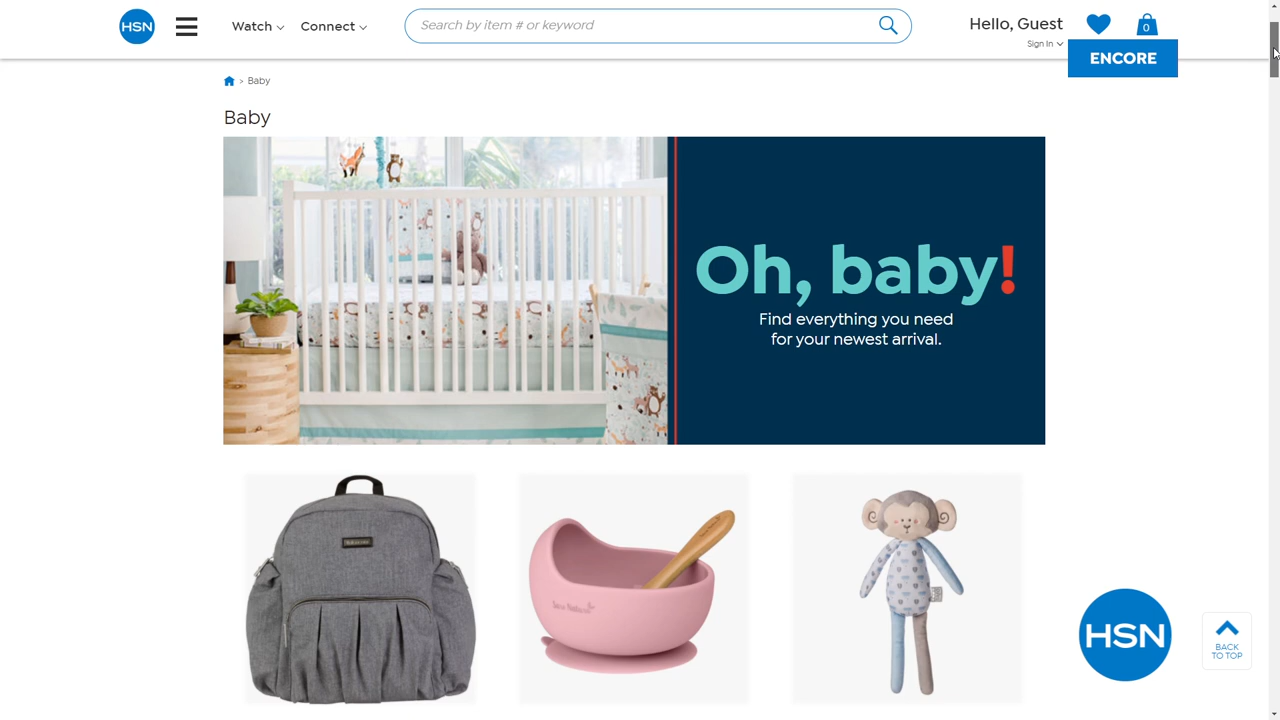 HSN
Watch
Connect
Search by item # or keyword
Hello, Guest
Sign In
0
ENCORE
> Baby
Baby
Oh, baby!
Find everything you need
for your newest arrival.
HSN
BACK
TO TOP